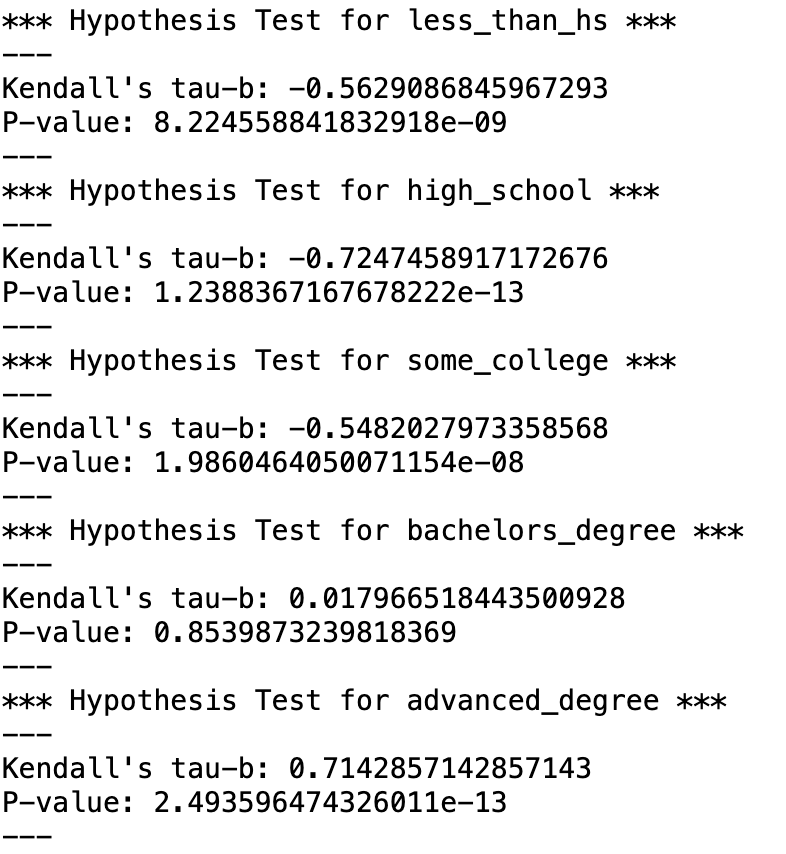 *** Hypothesis Test for less_than_hs ***
---
Kendall's tau-b: -0.5629086845967293
P-value: 8.224558841832918e-09
---
*** Hypothesis Test for high_school ***
---
Kendall's tau-b: -0.7247458917172676
P-value: 1.2388367167678222e-13
---
*** Hypothesis Test for some_college ***
---
Kendall's tau-b: -0.5482027973358568
P-value: 1.9860464050071154e-08
---
*** Hypothesis Test for bachelors_degree ***
---
Kendall's tau-b: 0.017966518443500928
P-value: 0.8539873239818369
---
*** Hypothesis Test for advanced_degree ***
---
Kendall's tau-b: 0.7142857142857143
P-value: 2.493596474326011e-13
---